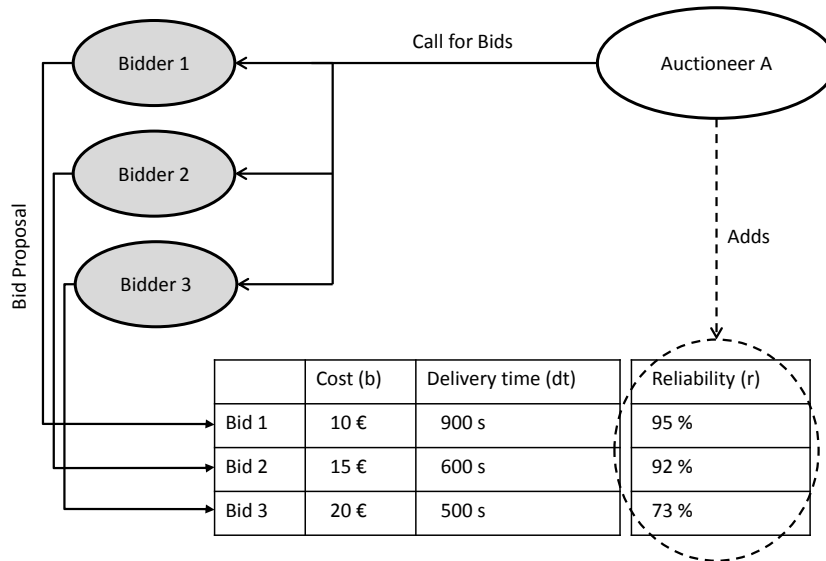 Call for Bids
Bidder 1
Auctioneer A
Bidder 2
Bid Proposal
Adds
Bidder 3
Cost (b) Delivery time (dt) Reliability (r)
Bid 1 10 € 900 s 95 %
Bid 2 15 € 600 s 92 %
Bid 3 20 € 500 s 73 %